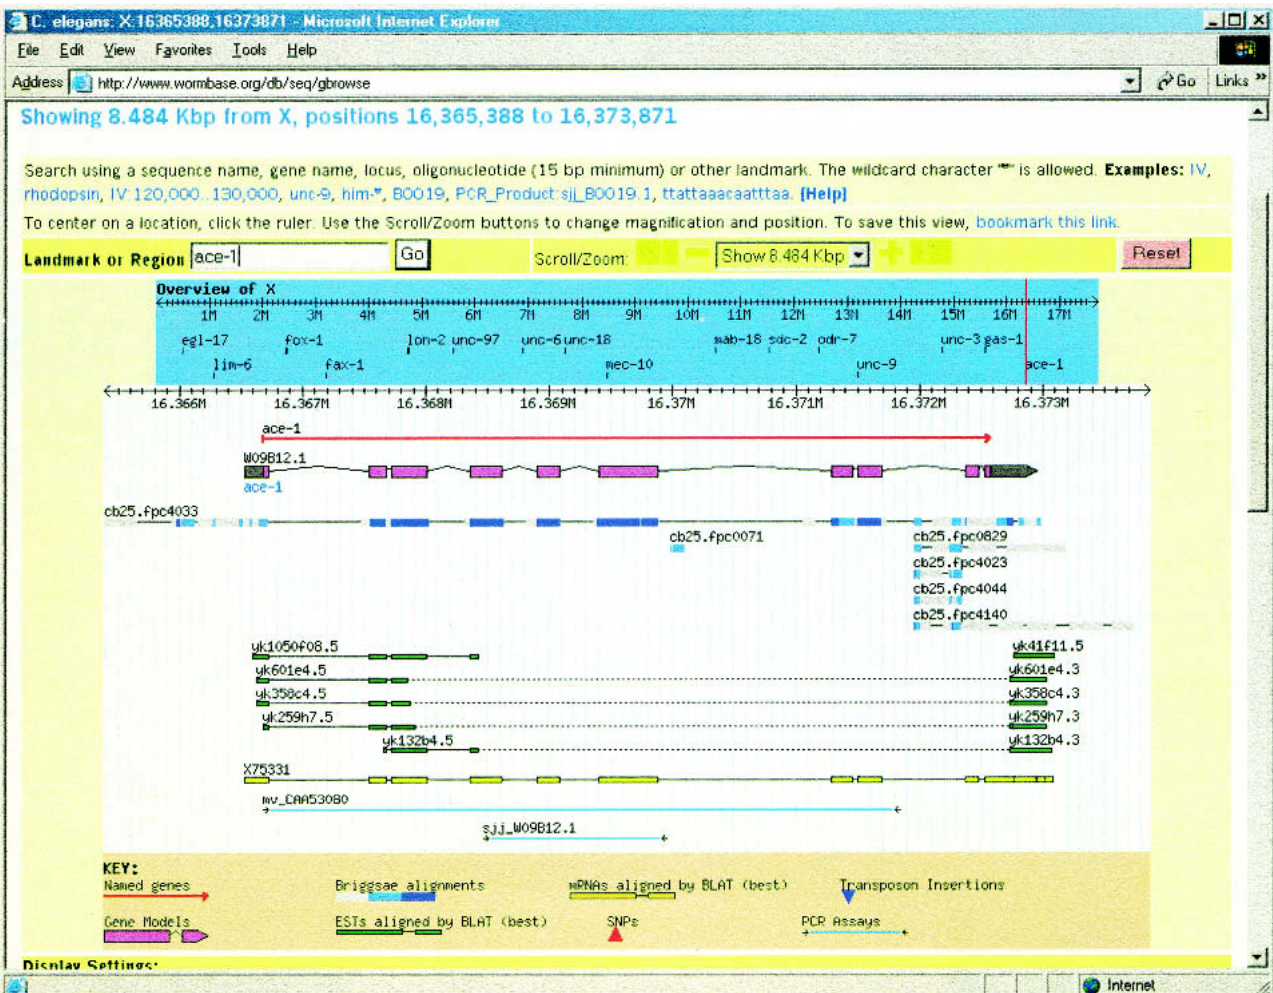 C. elegans: X:16365388,16373871 - Microsoft Internet Explorer
File Edit View Favorites Tools Help
Address http://www.wormbase.org/db/seq/gbrowse Go Links »
Showing 8.484 Kbp from X, positions 16,365,388 to 16,373,871
Search using a sequence name, gene name, locus, oligonucleotide (15 bp minimum) or other landmark. The wildcard character "*" is allowed. Examples: IV,
rhodopsin, IV:120,000..130,000, unc-9, him-*, B0019, PCR_Product:sjj_B0019.1, ttattaaacaatttaa. [Help]
To center on a location, click the ruler. Use the Scroll/Zoom buttons to change magnification and position. To save this view, bookmark this link.
Landmark or Region ace-1 Go Scroll/Zoom: Show 8.484 Kbp Reset
Overview of X
1M 2M 3M 4M 5M 6M 7M 8M 9M 10M 11M 12M 13M 14M 15M 16M 17M
egl-17 fox-1 lon-2 unc-97 unc-6 unc-18 mab-18 sdc-2 odr-7 unc-3 gas-1
lim-6 fax-1 mec-10 unc-9 ace-1
16.366M 16.367M 16.368M 16.369M 16.37M 16.371M 16.372M 16.373M
ace-1
W09B12.1
ace-1
cb25.fpc4033
cb25.fpc0071 cb25.fpc0829
cb25.fpc4023
cb25.fpc4044
cb25.fpc4140
yk1050f08.5 yk41f11.5
yk601e4.5 yk601e4.3
yk358c4.5 yk358c4.3
yk259h7.5 yk259h7.3
yk132b4.5 yk132b4.3
X75331
mv_CAA53080
sjj_W09B12.1
KEY:
Named genes Briggsae alignments mRNAs aligned by BLAT (best) Transposon Insertions
Gene Models ESTs aligned by BLAT (best) SNPs PCR Assays
Display Settings:
Internet